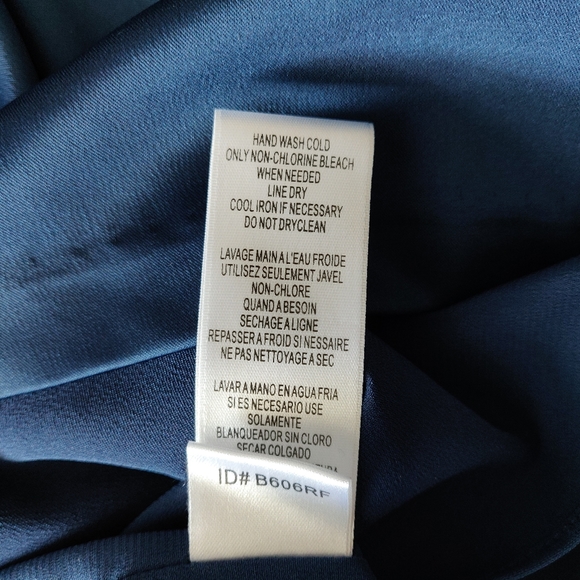 HAND WASH COLD
ONLY NON-CHLORINE BLEACH
WHEN NEEDED
LINE DRY
COOL IRON IF NECESSARY
DO NOT DRYCLEAN
LAVAGE MAIN A L'EAU FROIDE
UTILISEZ SEULEMENT JAVEL
NON-CHLORE
QUAND A BESOIN
SECHAGE A LIGNE
REPASSER A FROID SI NESSAIRE
NE PAS NETTOYAGE A SEC
LAVAR A MANO EN AGUA FRIA
SI ES NECESARIO USE
SOLAMENTE
BLANQUEADOR SIN CLORO
SECAR COLGADO
ID# B606RF